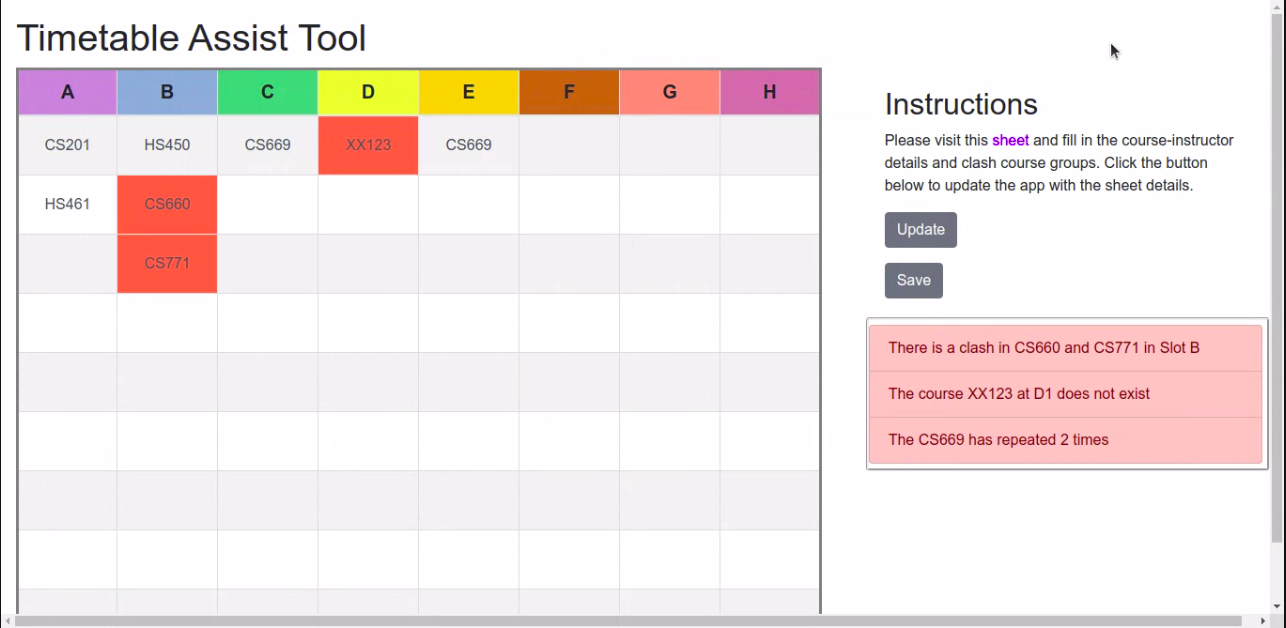 Timetable Assist Tool
A B C D E F G H
CS201 HS450 CS669 XX123 CS669
HS461 CS660
CS771
Instructions
Please visit this sheet and fill in the course-instructor
details and clash course groups. Click the button
below to update the app with the sheet details.
Update
Save
There is a clash in CS660 and CS771 in Slot B
The course XX123 at D1 does not exist
The CS669 has repeated 2 times